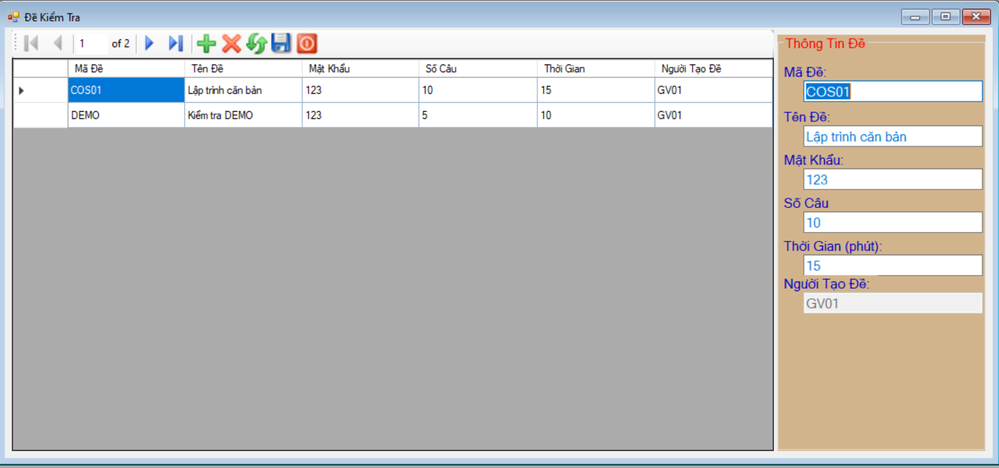 Đề Kiểm Tra
1 of 2
Mã Đề Tên Đề Mật Khẩu Số Câu Thời Gian Người Tạo Đề
COS01 Lập trình căn bản 123 10 15 GV01
DEMO Kiểm tra DEMO 123 5 10 GV01
Thông Tin Đề
Mã Đề:
COS01
Tên Đề:
Lập trình căn bản
Mật Khẩu:
123
Số Câu
10
Thời Gian (phút):
15
Người Tạo Đề:
GV01